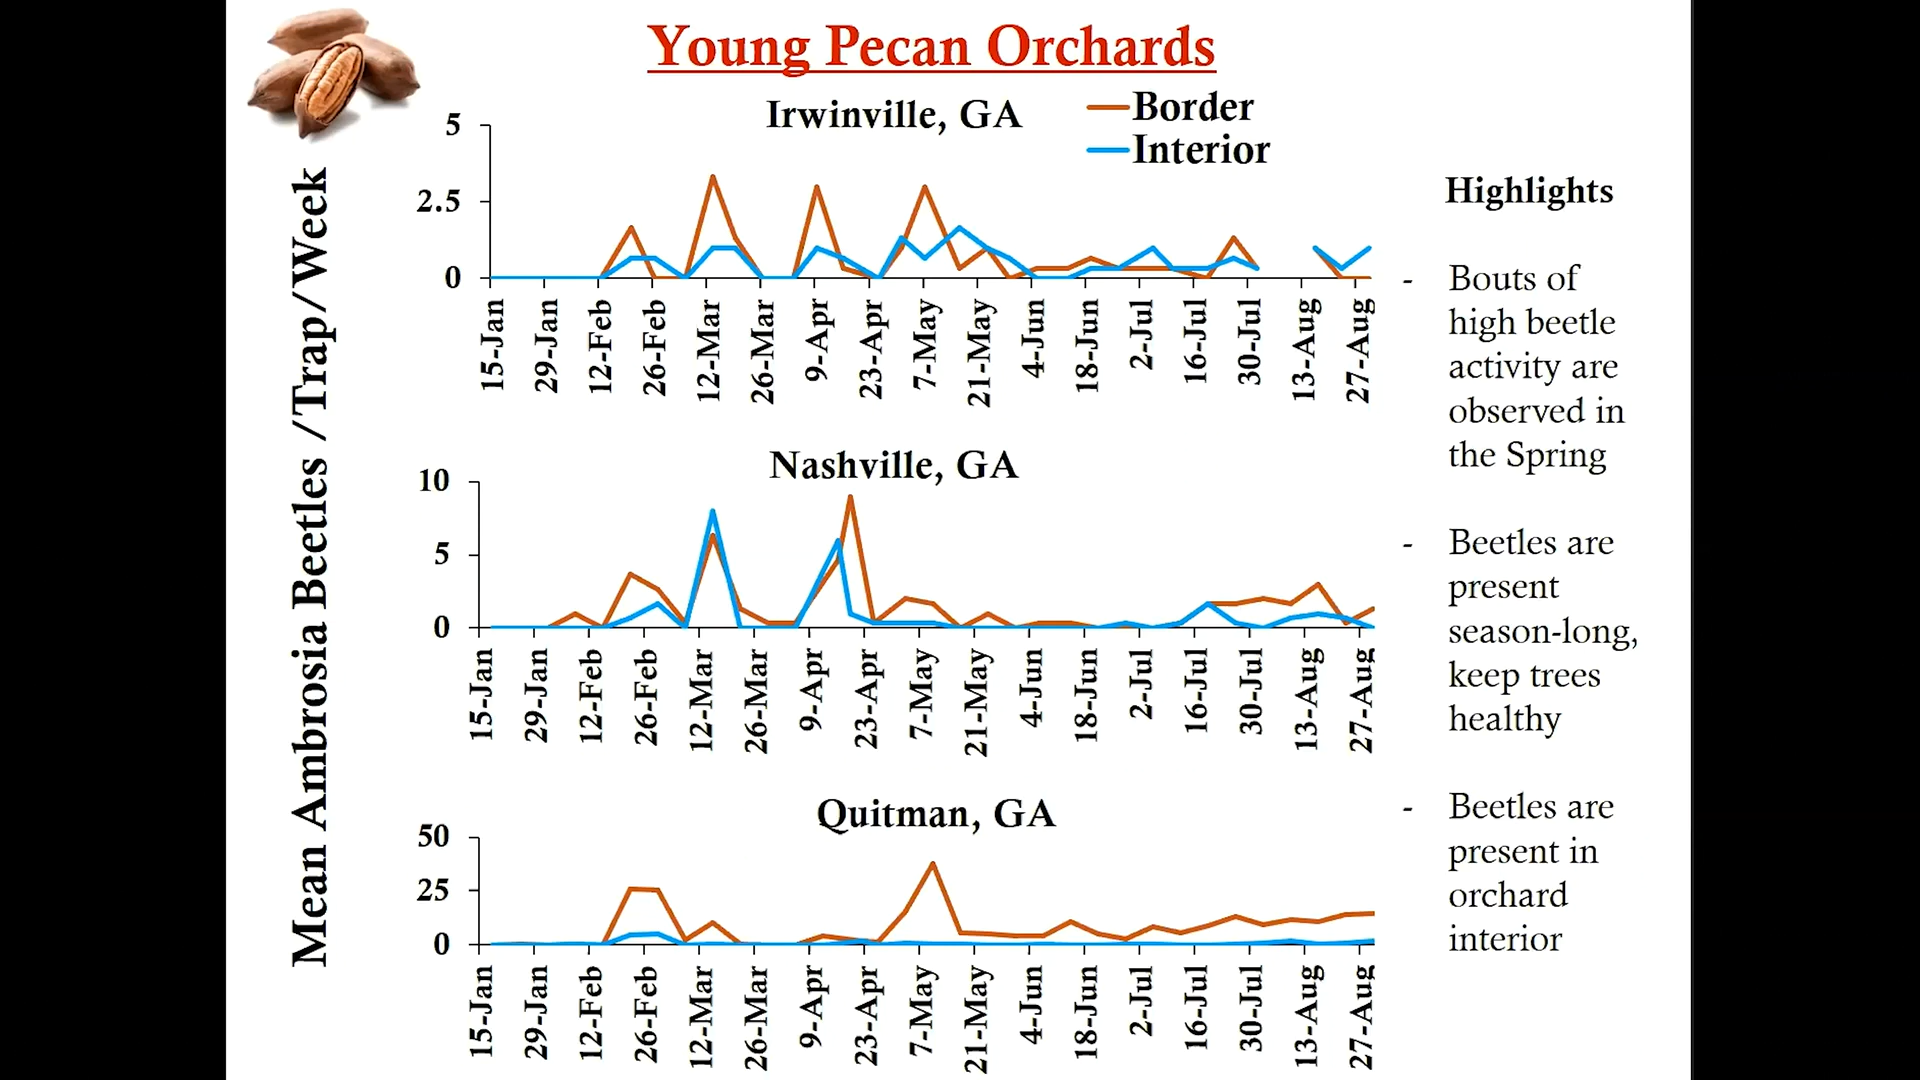 Young Pecan Orchards
Mean Ambrosia Beetles /Trap/Week
Irwinville, GA
Border
Interior
5
2.5
0
15-Jan
29-Jan
12-Feb
26-Feb
12-Mar
26-Mar
9-Apr
23-Apr
7-May
21-May
4-Jun
18-Jun
2-Jul
16-Jul
30-Jul
13-Aug
27-Aug
Nashville, GA
10
5
0
15-Jan
29-Jan
12-Feb
26-Feb
12-Mar
26-Mar
9-Apr
23-Apr
7-May
21-May
4-Jun
18-Jun
2-Jul
16-Jul
30-Jul
13-Aug
27-Aug
Quitman, GA
50
25
0
15-Jan
29-Jan
12-Feb
26-Feb
12-Mar
26-Mar
9-Apr
23-Apr
7-May
21-May
4-Jun
18-Jun
2-Jul
16-Jul
30-Jul
13-Aug
27-Aug
Highlights
- Bouts of
high beetle
activity are
observed in
the Spring
- Beetles are
present
season-long,
keep trees
healthy
- Beetles are
present in
orchard
interior